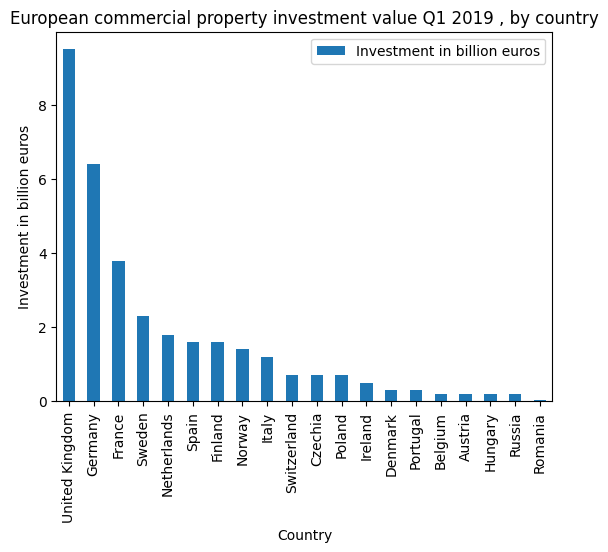 European commercial property investment value Q1 2019 , by country
Investment in billion euros
Investment in billion euros
8
6
4
2
0
United Kingdom
Germany
France
Sweden
Netherlands
Spain
Finland
Norway
Italy
Switzerland
Czechia
Poland
Ireland
Denmark
Portugal
Belgium
Austria
Hungary
Russia
Romania
Country